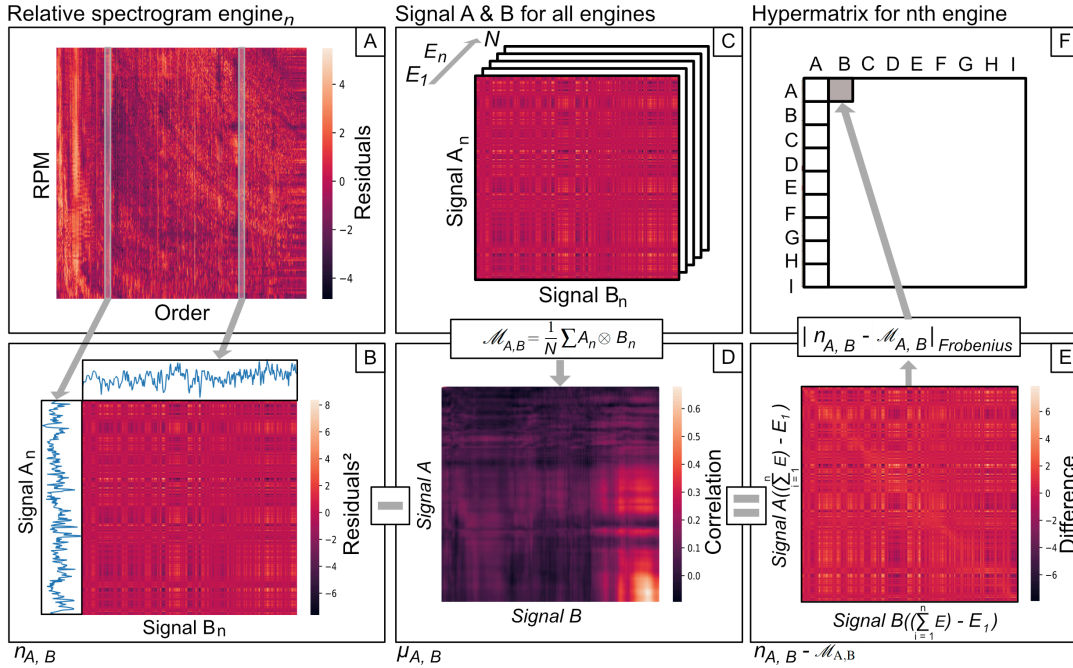 Relative spectrogram engine_n
Signal A & B for all engines
Hypermatrix for nth engine
A
RPM
Order
Residuals
4
2
0
−2
−4
C
N
E_n
E_1
Signal A_n
Signal B_n
F
A B C D E F G H I
A
B
C
D
E
F
G
H
I
𝓜_{A,B} = 1/N ∑ A_n ⊗ B_n
| n_{A, B} - 𝓜_{A, B} |_{Frobenius}
B
Signal A_n
Signal B_n
Residuals²
8
6
4
2
0
−2
−4
−6
n_{A, B}
D
Signal A
Signal B
Correlation
0.6
0.5
0.4
0.3
0.2
0.1
0.0
μ_{A, B}
E
Signal A((∑_{i = 1}^{n} E) - E_1)
Signal B((∑_{i = 1}^{n} E) - E_1)
Difference
6
4
2
0
−2
−4
−6
n_{A, B} - 𝓜_{A,B}